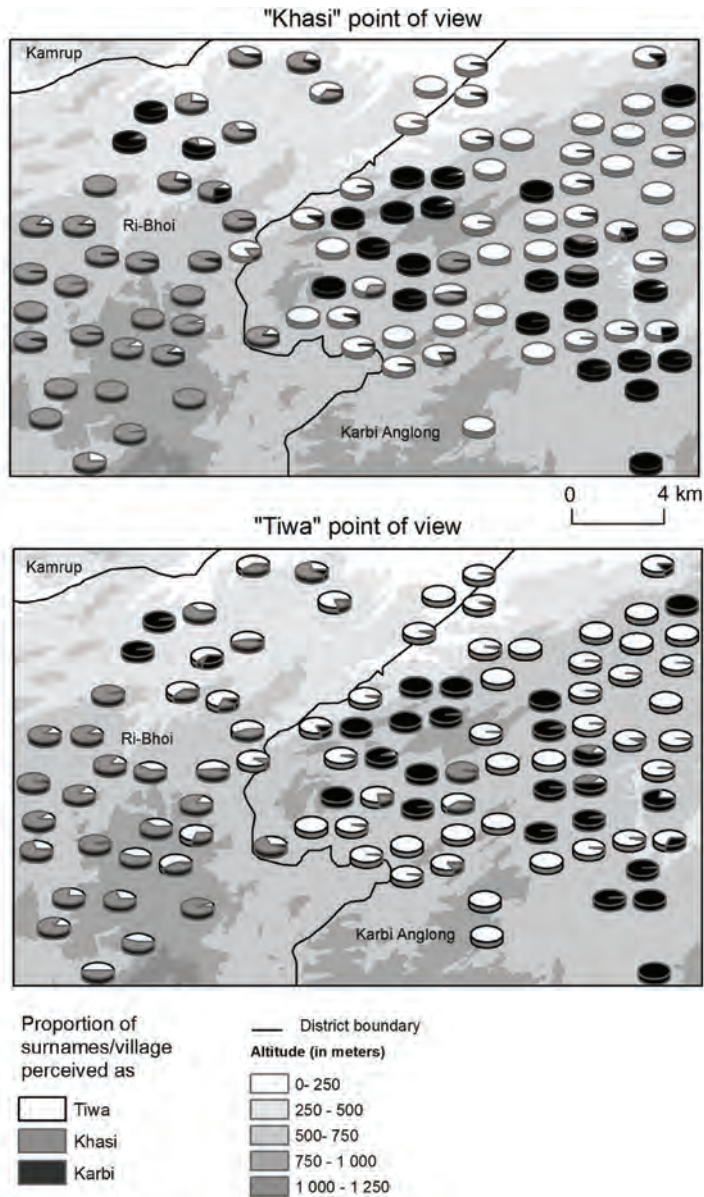 "Khasi" point of view
Kamrup
Ri-Bhoi
Karbi Anglong
0 4 km
"Tiwa" point of view
Kamrup
Ri-Bhoi
Karbi Anglong
Proportion of
surnames/village
perceived as
Tiwa
Khasi
Karbi
District boundary
Altitude (in meters)
0- 250
250 - 500
500- 750
750 - 1 000
1 000 - 1 250